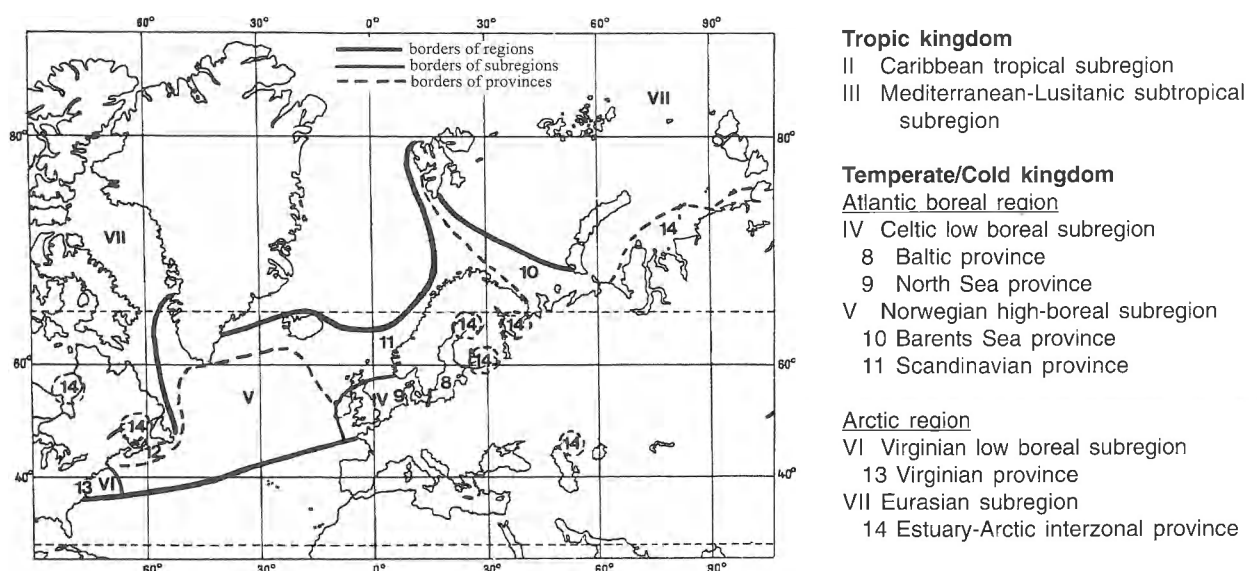 60° 30° 0° 30° 60° 90°
borders of regions
borders of subregions
borders of provinces
VII
80° 80°
VII
14
10
14 14
11
60° 14 60°
14 V IV 9 8
14 14
12
40° 13 VI 40°
60° 30° 0° 30° 60° 90°
Tropic kingdom
II Caribbean tropical subregion
III Mediterranean-Lusitanic subtropical
subregion
Temperate/Cold kingdom
Atlantic boreal region
IV Celtic low boreal subregion
8 Baltic province
9 North Sea province
V Norwegian high-boreal subregion
10 Barents Sea province
11 Scandinavian province
Arctic region
VI Virginian low boreal subregion
13 Virginian province
VII Eurasian subregion
14 Estuary-Arctic interzonal province